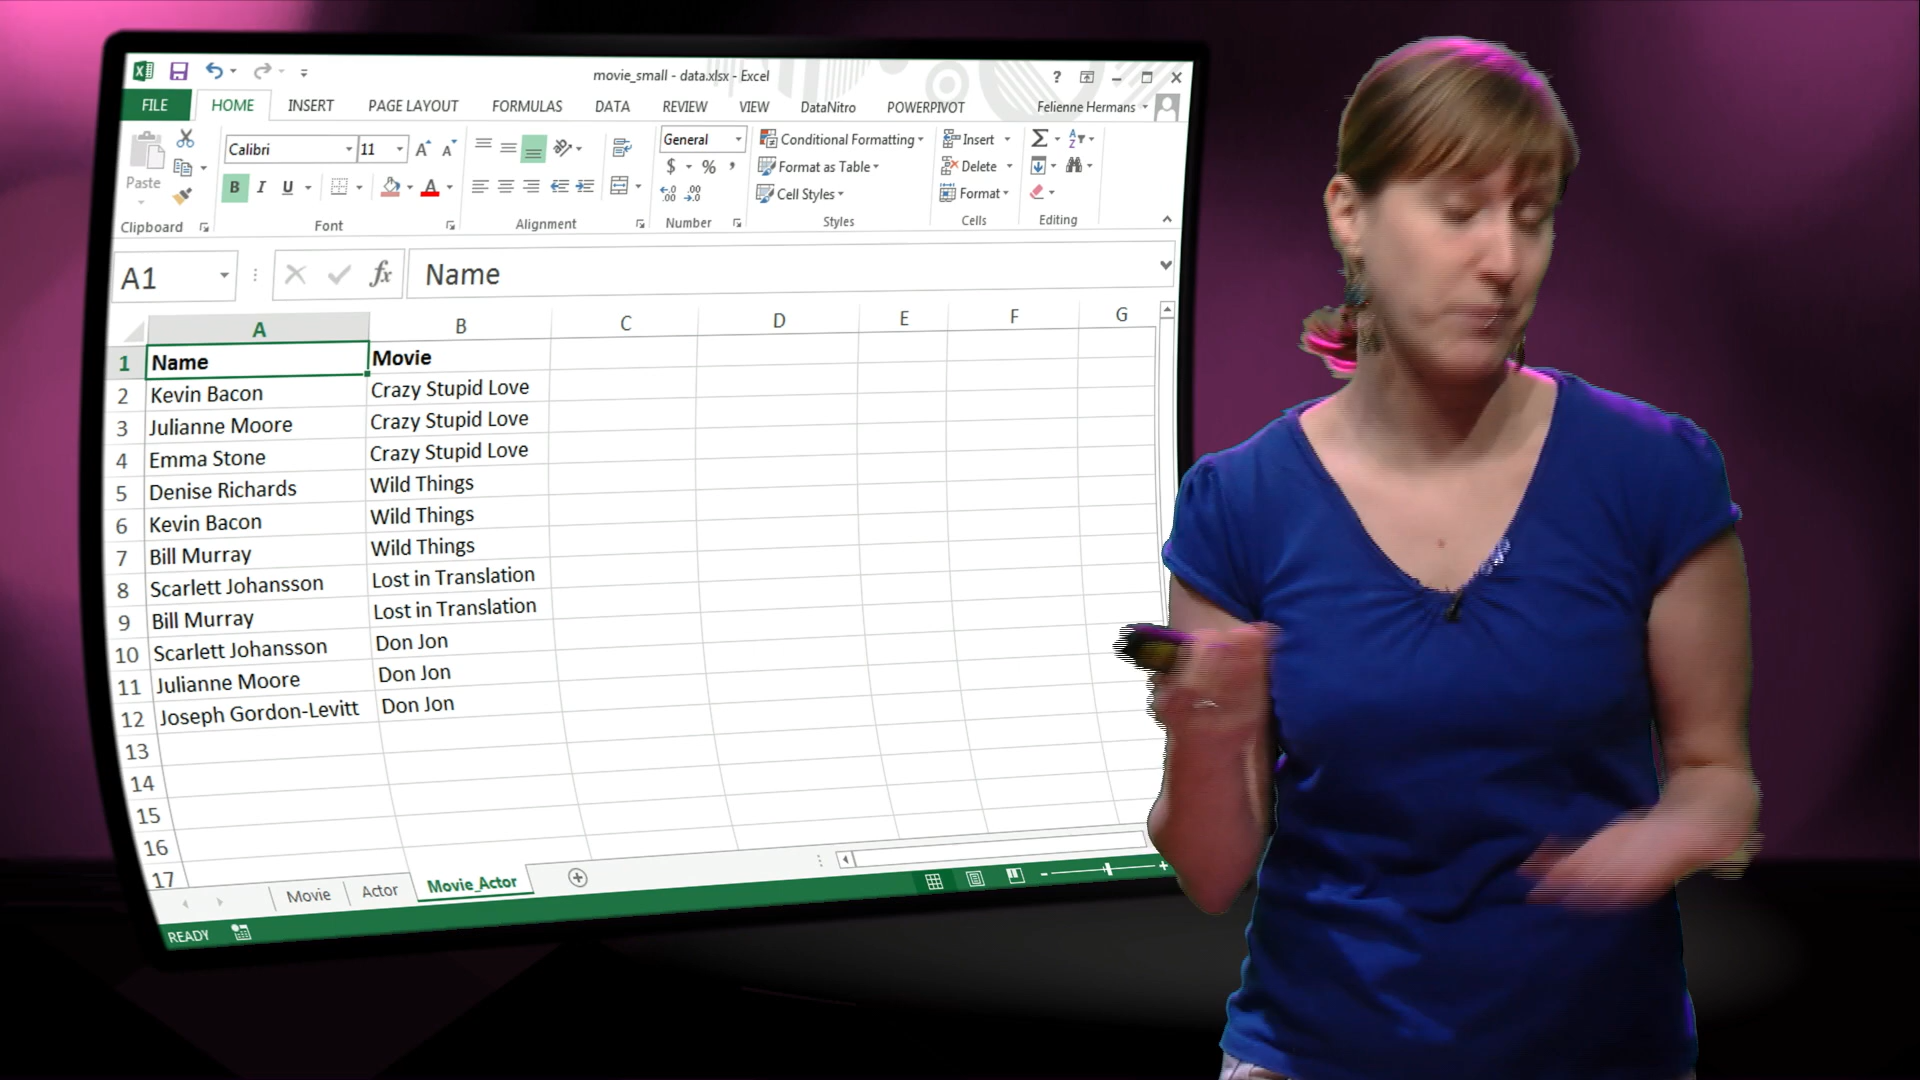 movie_small - data.xlsx - Excel
?
FILE HOME INSERT PAGE LAYOUT FORMULAS DATA REVIEW VIEW DataNitro POWERPIVOT Felienne Hermans
Calibri 11 General Conditional Formatting Insert
Paste $ % , Format as Table Delete
B I U A Cell Styles Format
Clipboard Font Alignment Number Styles Cells Editing
A1 fx Name
A B C D E F G
1 Name Movie
2 Kevin Bacon Crazy Stupid Love
3 Julianne Moore Crazy Stupid Love
4 Emma Stone Crazy Stupid Love
5 Denise Richards Wild Things
6 Kevin Bacon Wild Things
7 Bill Murray Wild Things
8 Scarlett Johansson Lost in Translation
9 Bill Murray Lost in Translation
10 Scarlett Johansson Don Jon
11 Julianne Moore Don Jon
12 Joseph Gordon-Levitt Don Jon
13
14
15
16
17
Movie Actor Movie_Actor
READY